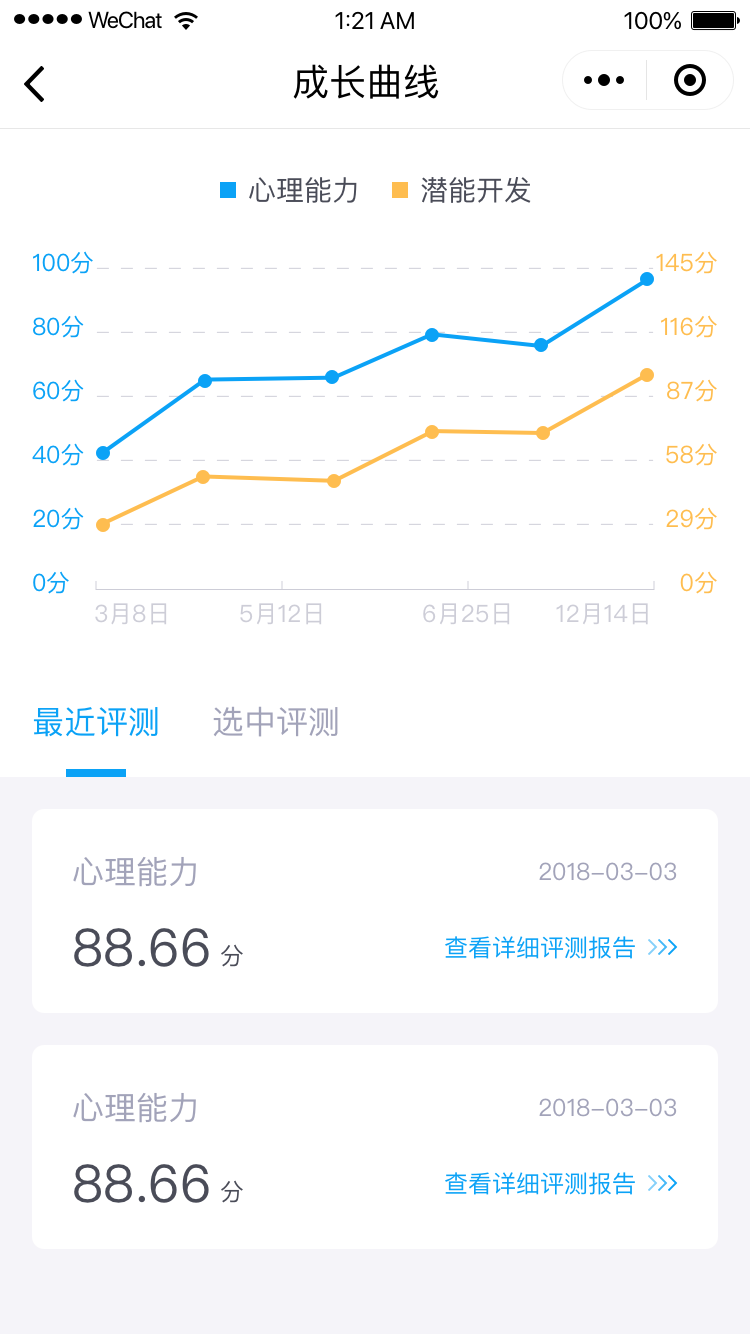 WeChat 1:21 AM 100%
成长曲线
心理能力 潜能开发
100分 145分
80分 116分
60分 87分
40分 58分
20分 29分
0分 0分
3月8日 5月12日 6月25日 12月14日
最近评测 选中评测
心理能力 2018-03-03
88.66 分 查看详细评测报告
心理能力 2018-03-03
88.66 分 查看详细评测报告